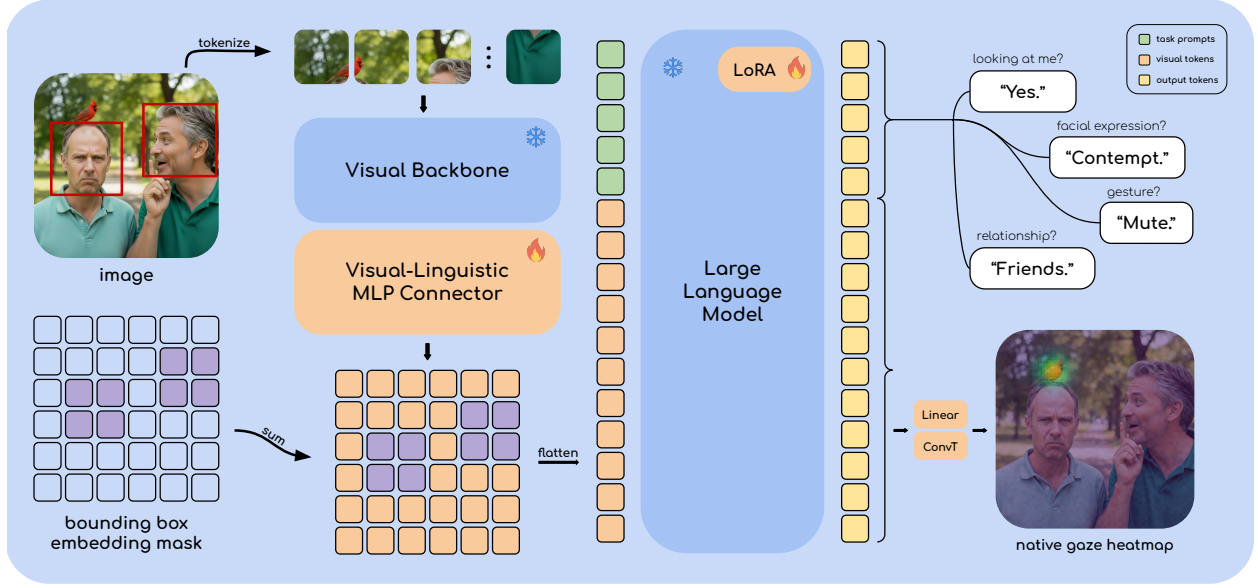 tokenize
image
bounding box
embedding mask
Visual Backbone
Visual-Linguistic
MLP Connector
sum
flatten
LoRA
Large
Language
Model
task prompts
visual tokens
output tokens
looking at me?
“Yes.”
facial expression?
“Contempt.”
gesture?
“Mute.”
relationship?
“Friends.”
Linear
ConvT
native gaze heatmap